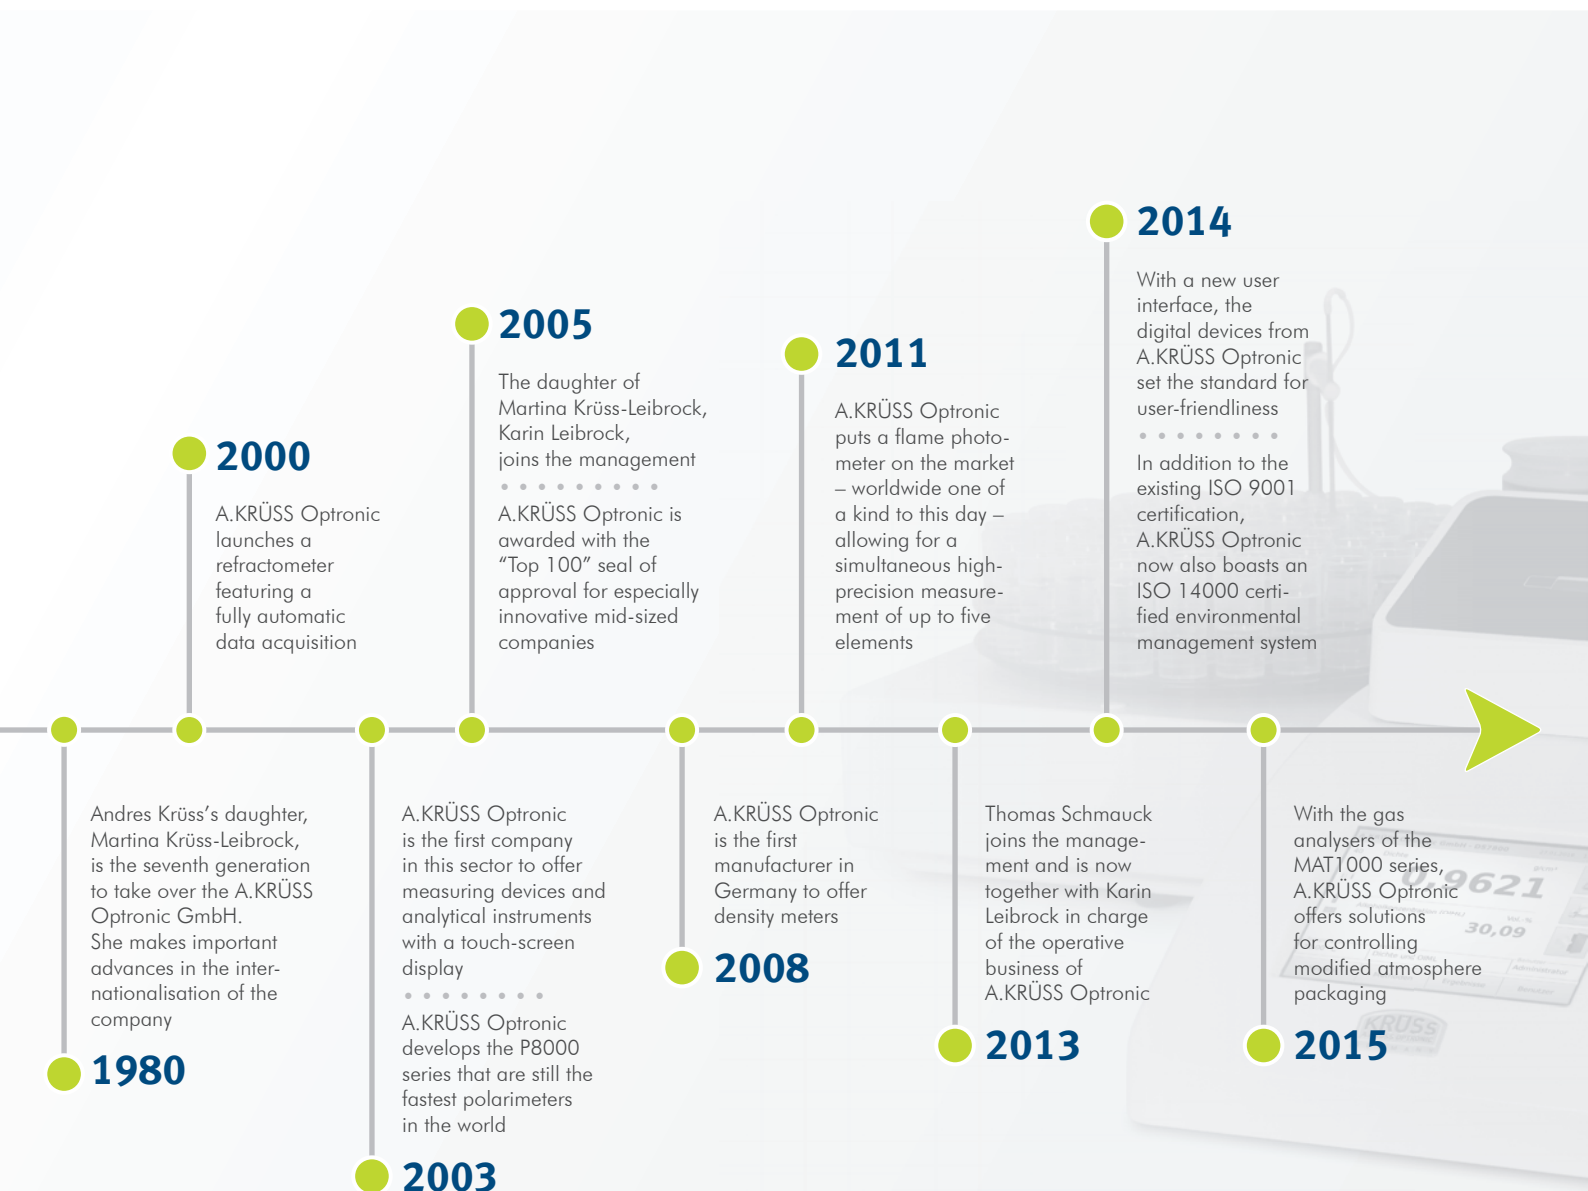 2014
With a new user
interface, the
digital devices from
A.KRÜSS Optronic
set the standard for
user-friendliness
In addition to the
existing ISO 9001
certification,
A.KRÜSS Optronic
now also boasts an
ISO 14000 certi-
fied environmental
management system
2005
The daughter of
Martina Krüss-Leibrock,
Karin Leibrock,
joins the management
A.KRÜSS Optronic is
awarded with the
“Top 100” seal of
approval for especially
innovative mid-sized
companies
2011
A.KRÜSS Optronic
puts a flame photo-
meter on the market
– worldwide one of
a kind to this day –
allowing for a
simultaneous high-
precision measure-
ment of up to five
elements
2000
A.KRÜSS Optronic
launches a
refractometer
featuring a
fully automatic
data acquisition
Andres Krüss’s daughter,
Martina Krüss-Leibrock,
is the seventh generation
to take over the A.KRÜSS
Optronic GmbH.
She makes important
advances in the inter-
nationalisation of the
company
1980
A.KRÜSS Optronic
is the first company
in this sector to offer
measuring devices and
analytical instruments
with a touch-screen
display
A.KRÜSS Optronic
develops the P8000
series that are still the
fastest polarimeters
in the world
2003
A.KRÜSS Optronic
is the first
manufacturer in
Germany to offer
density meters
2008
Thomas Schmauck
joins the manage-
ment and is now
together with Karin
Leibrock in charge
of the operative
business of
A.KRÜSS Optronic
2013
With the gas
analysers of the
MAT1000 series,
A.KRÜSS Optronic
offers solutions
for controlling
modified atmosphere
packaging
2015
0,9621
30,09
KRÜSS